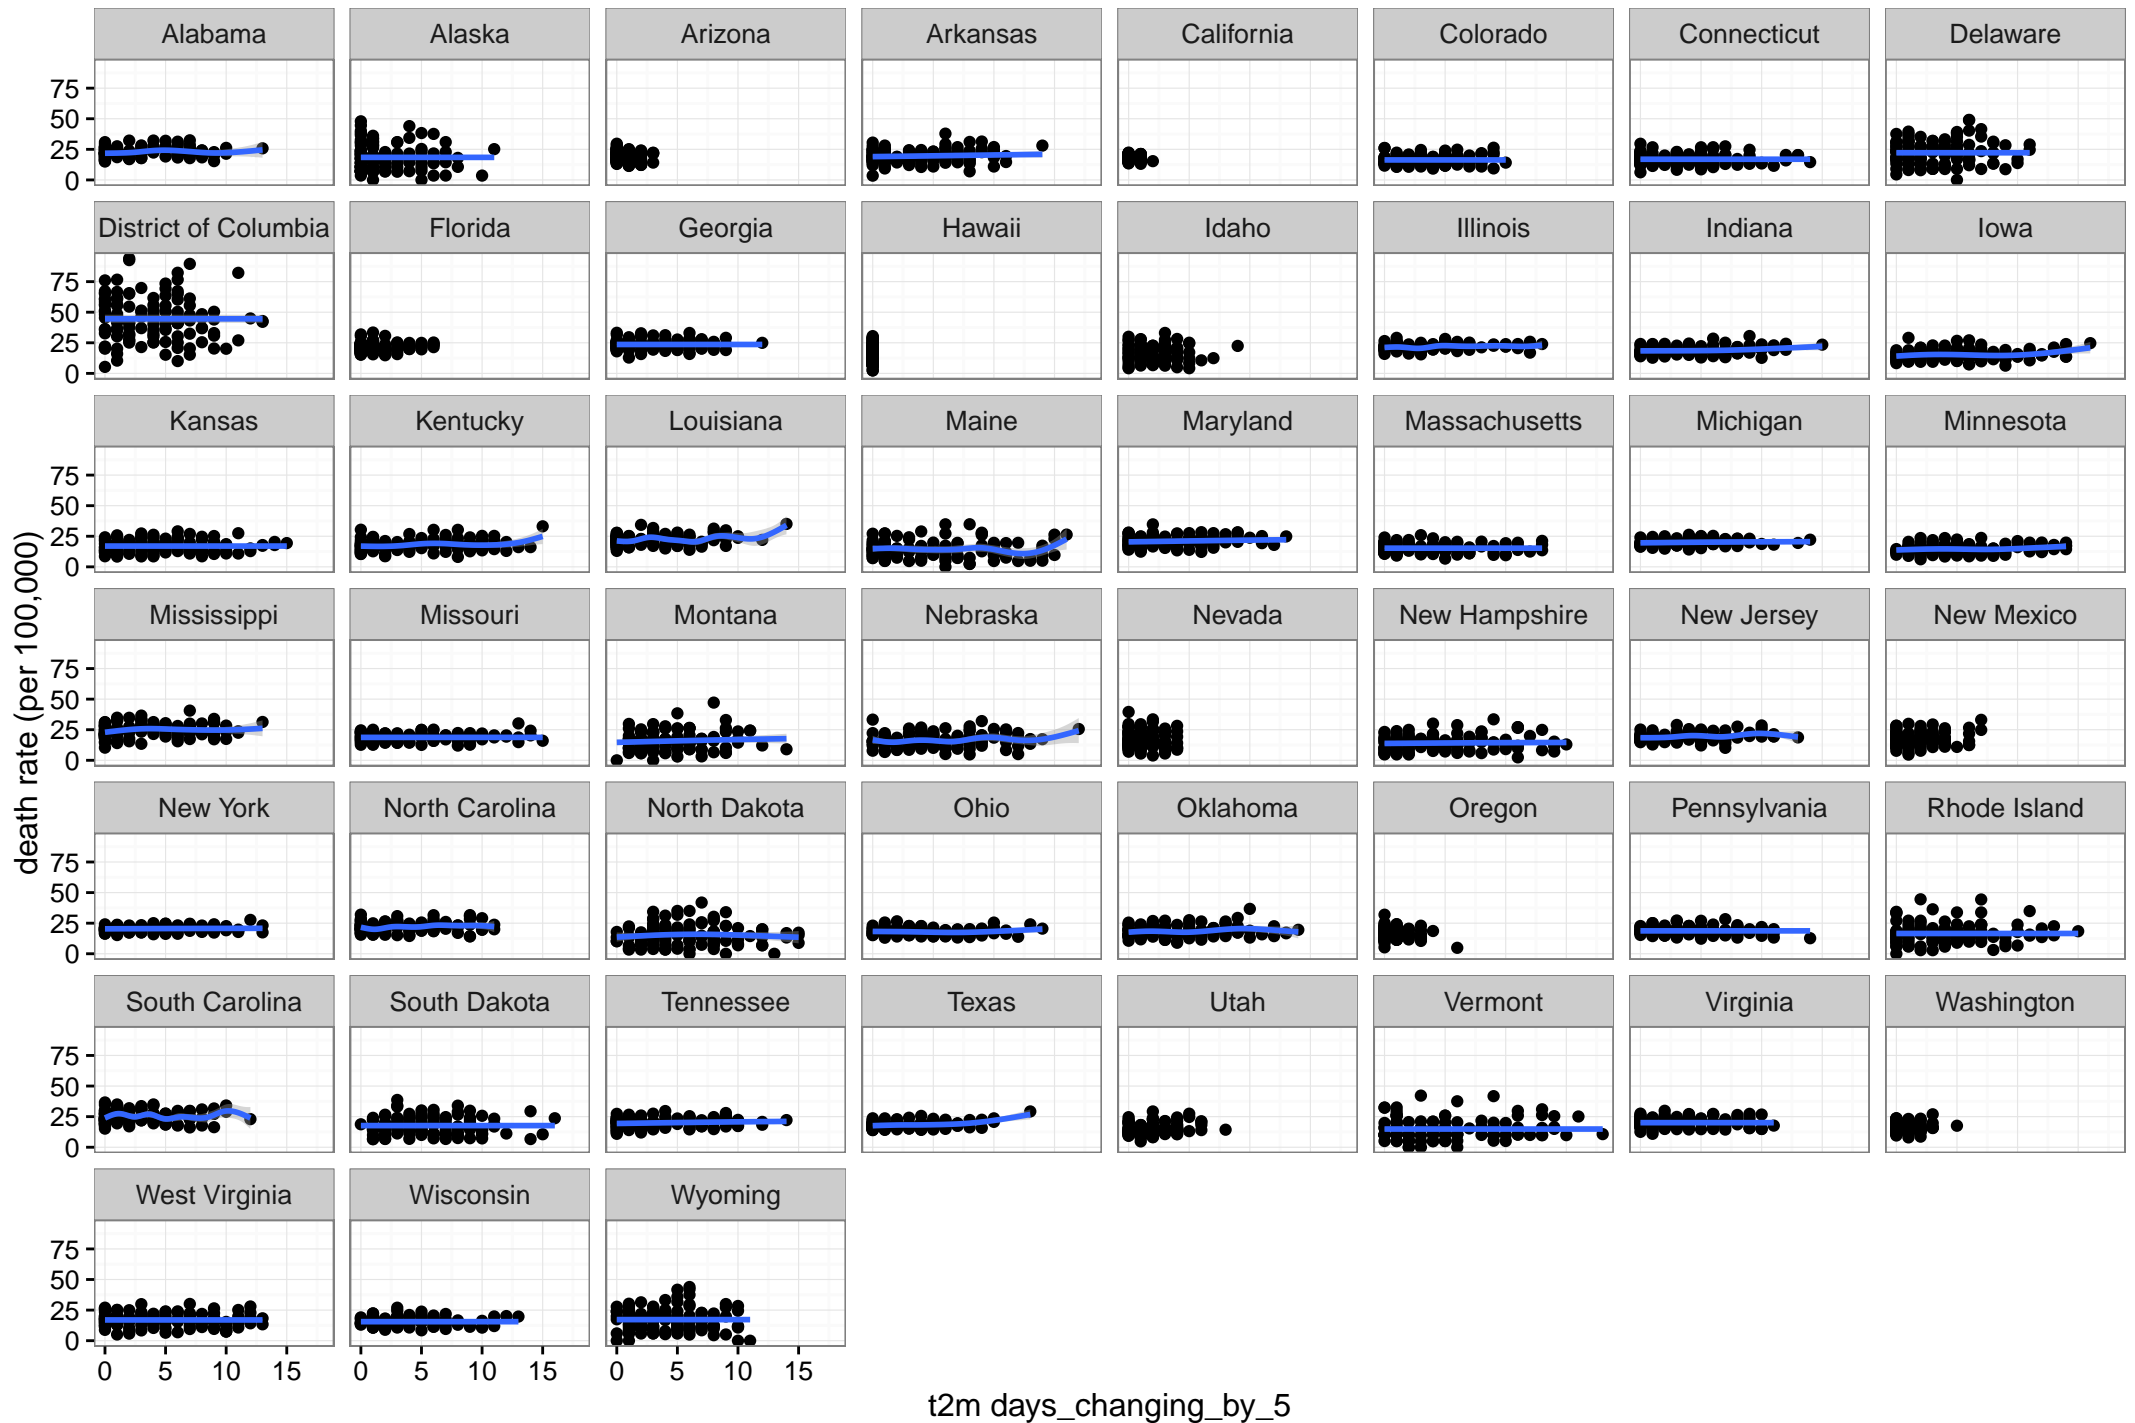 Alabama Alaska Arizona Arkansas California Colorado Connecticut Delaware
75
50
25
0
District of Columbia Florida Georgia Hawaii Idaho Illinois Indiana Iowa
75
50
25
0
Kansas Kentucky Louisiana Maine Maryland Massachusetts Michigan Minnesota
75
50
25
0
death rate (per 100,000)
Mississippi Missouri Montana Nebraska Nevada New Hampshire New Jersey New Mexico
75
50
25
0
New York North Carolina North Dakota Ohio Oklahoma Oregon Pennsylvania Rhode Island
75
50
25
0
South Carolina South Dakota Tennessee Texas Utah Vermont Virginia Washington
75
50
25
0
West Virginia Wisconsin Wyoming
75
50
25
0
0 5 10 15 0 5 10 15 0 5 10 15
t2m days_changing_by_5